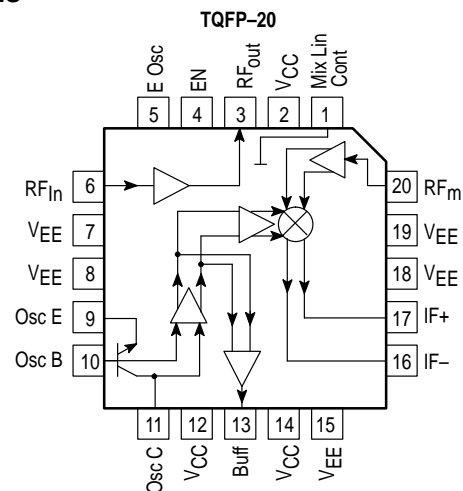 TQFP–20
E Osc
EN
RFout
VCC
Mix Lin
Cont
5
4
3
2
1
RFIn
6
20
RFm
VEE
7
19
VEE
VEE
8
18
VEE
Osc E
9
17
IF+
Osc B
10
16
IF–
11
12
13
14
15
Osc C
VCC
Buff
VCC
VEE